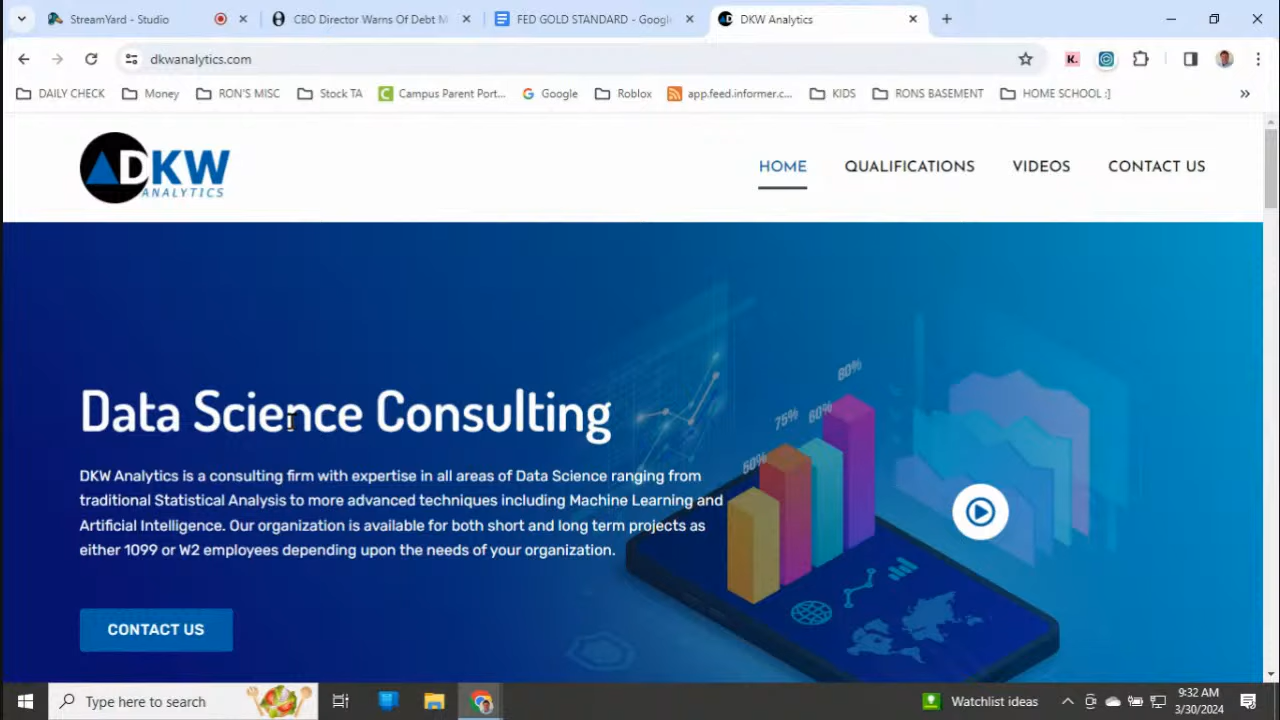 StreamYard - Studio
CBO Director Warns Of Debt M
FED GOLD STANDARD - Googl
DKW Analytics
dkwanalytics.com
K.
DAILY CHECK
Money
RON'S MISC
Stock TA
Campus Parent Port...
Google
Roblox
app.feed.informer.c...
KIDS
RONS BASEMENT
HOME SCHOOL :]
»
DKW
ANALYTICS
HOME
QUALIFICATIONS
VIDEOS
CONTACT US
Data Science Consulting
DKW Analytics is a consulting firm with expertise in all areas of Data Science ranging from
traditional Statistical Analysis to more advanced techniques including Machine Learning and
Artificial Intelligence. Our organization is available for both short and long term projects as
either 1099 or W2 employees depending upon the needs of your organization.
50%
75%
60%
80%
CONTACT US
Type here to search
Watchlist ideas
9:32 AM
3/30/2024